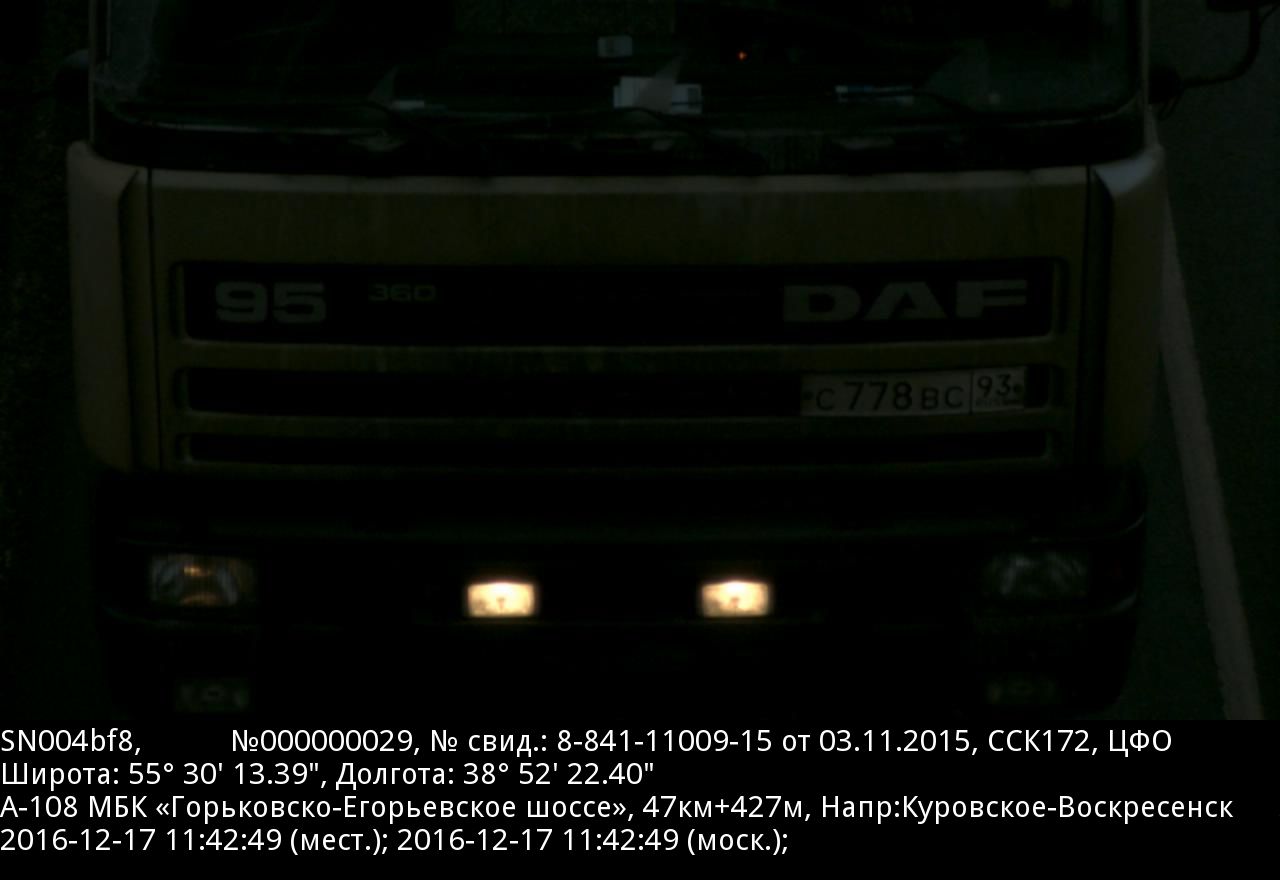 95 360 DAF
С 778 ВС 93
SN004bf8, №000000029, № свид.: 8-841-11009-15 от 03.11.2015, ССК172, ЦФО
Широта: 55° 30' 13.39", Долгота: 38° 52' 22.40"
А-108 МБК «Горьковско-Егорьевское шоссе», 47км+427м, Напр:Куровское-Воскресенск
2016-12-17 11:42:49 (мест.); 2016-12-17 11:42:49 (моск.);